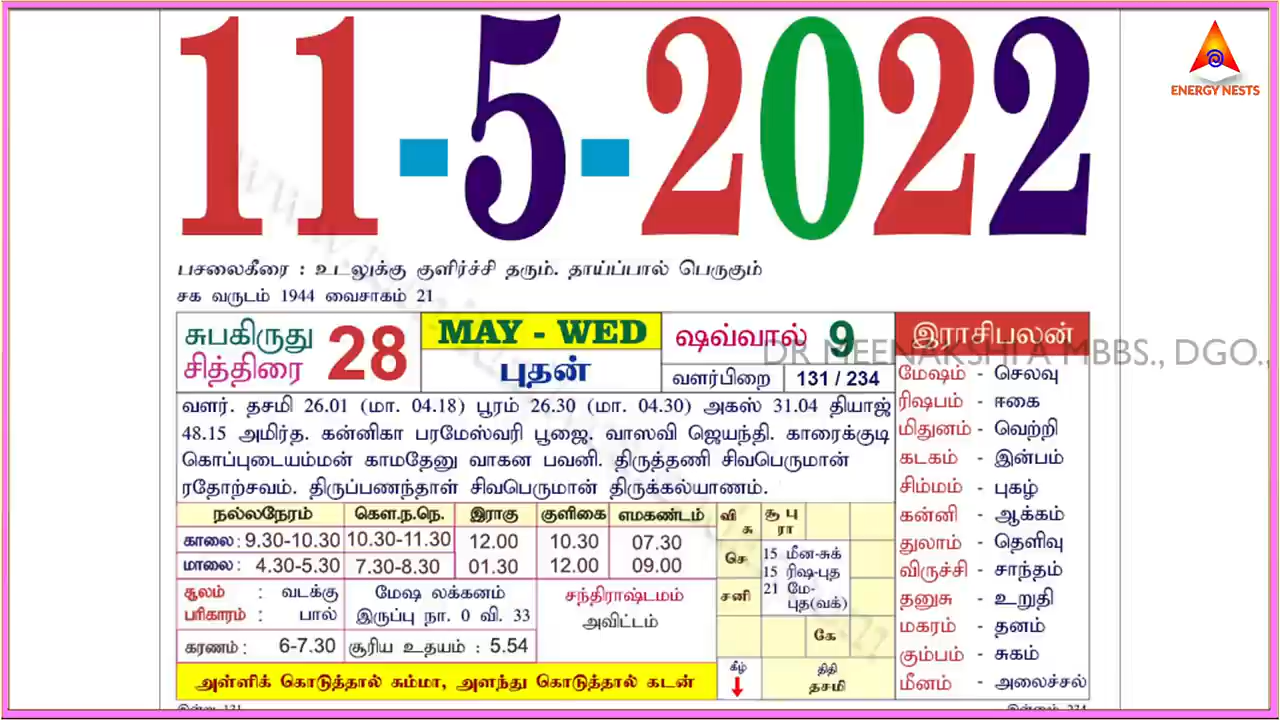 11-5-2022
ENERGY NESTS
பசலைகீரை : உடலுக்கு குளிர்ச்சி தரும். தாய்ப்பால் பெருகும்
சக வருடம் 1944 வைசாகம் 21
சுபகிருது
சித்திரை 28
MAY - WED
புதன்
ஷவ்வால் 9
வளர்பிறை 131 / 234
இராசிபலன்
DR MEENAKSHI A MBBS., DGO.,
வளர். தசமி 26.01 (மா. 04.18) பூரம் 26.30 (மா. 04.30) அகஸ் 31.04 தியாஜ்
48.15 அமிர்த. கன்னிகா பரமேஸ்வரி பூஜை. வாஸவி ஜெயந்தி. காரைக்குடி
கொப்புடையம்மன் காமதேனு வாகன பவனி. திருத்தணி சிவபெருமான்
ரதோற்சவம். திருப்பணந்தாள் சிவபெருமான் திருக்கல்யாணம்.
மேஷம் - செலவு
ரிஷபம் - ஈகை
மிதுனம் - வெற்றி
கடகம் - இன்பம்
சிம்மம் - புகழ்
கன்னி - ஆக்கம்
துலாம் - தெளிவு
விருச்சி - சாந்தம்
தனுசு - உறுதி
மகரம் - தனம்
கும்பம் - சுகம்
மீனம் - அலைச்சல்
நல்லநேரம் கௌ.ந.நெ. இராகு குளிகை எமகண்டம்
காலை : 9.30-10.30 10.30-11.30 12.00 10.30 07.30
மாலை : 4.30-5.30 7.30-8.30 01.30 12.00 09.00
சூலம் : வடக்கு
பரிகாரம் : பால்
மேஷ லக்கனம்
இருப்பு நா. 0 வி. 33
சந்திராஷ்டமம்
அவிட்டம்
கரணம் : 6-7.30 சூரிய உதயம் : 5.54
வி சு
சூ பு ரா
செ
சனி
15 மீன-சுக்
15 ரிஷ-புத
21 மே-
புத(வக்)
கே
கீழ்
திதி
தசமி
அள்ளிக் கொடுத்தால் சும்மா, அளந்து கொடுத்தால் கடன்